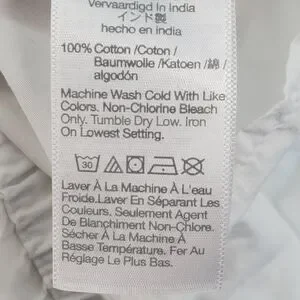 Vervaardigd in India
インド製
hecho en india
100% Cotton /Coton /
Baumwolle /Katoen /綿 /
algodón
Machine Wash Cold With Like
Colors. Non-Chlorine Bleach
Only. Tumble Dry Low. Iron
On Lowest Setting.
30
Laver À La Machine À L'eau
Froide.Laver En Séparant Les
Couleurs. Seulement Agent
De Blanchiment Non-Chlore.
Sécher À La Machine À
Basse Température. Fer Au
Réglage Le Plus Bas.